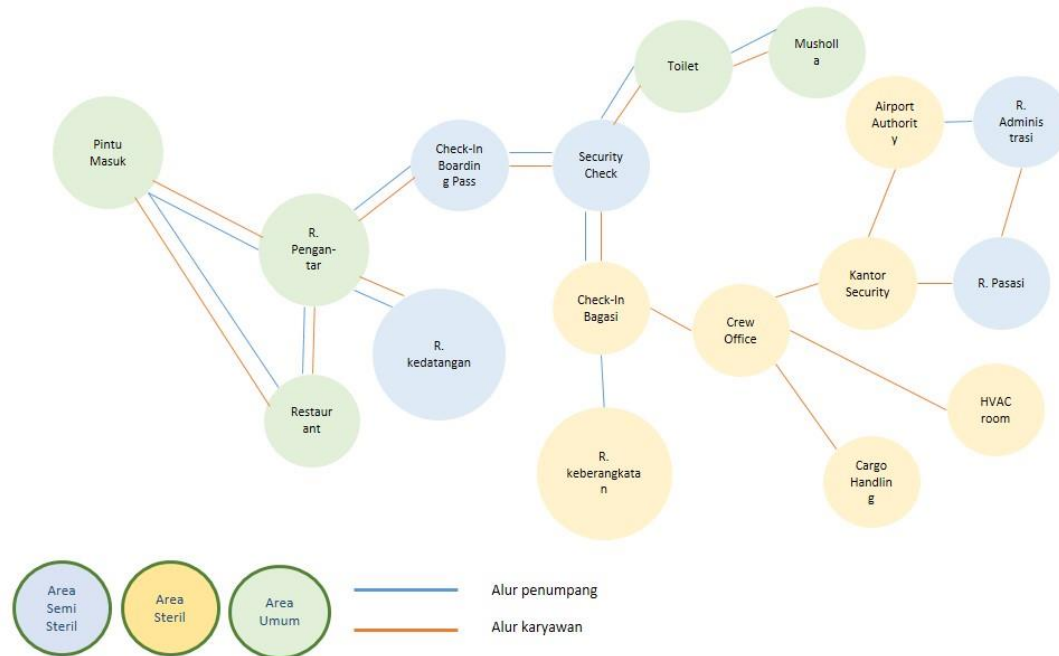 Musholl
a
Toilet
Airport
Authorit
y
R.
Adminis
trasi
Pintu
Masuk
Check-In
Boardin
g Pass
Security
Check
R.
Pengan-
tar
Kantor
Security
R. Pasasi
Check-In
Bagasi
Crew
Office
R.
kedatangan
Restaur
ant
HVAC
room
R.
keberangkata
n
Cargo
Handlin
g
Area
Semi
Steril
Area
Steril
Area
Umum
Alur penumpang
Alur karyawan